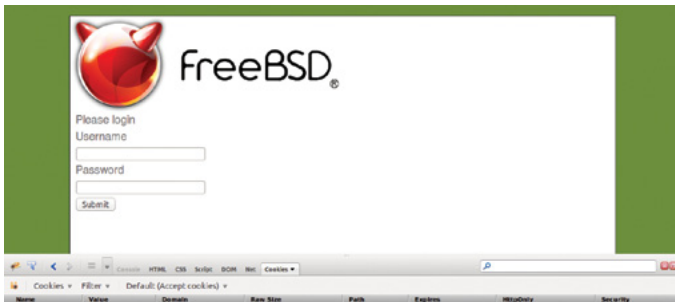 FreeBSD®
Please login
Username
Password
Submit
Console HTML CSS Script DOM Net Cookies ▾
Cookies ▾ Filter ▾ Default (Accept cookies) ▾
Name Value Domain Raw Size Path Expires HttpOnly Security